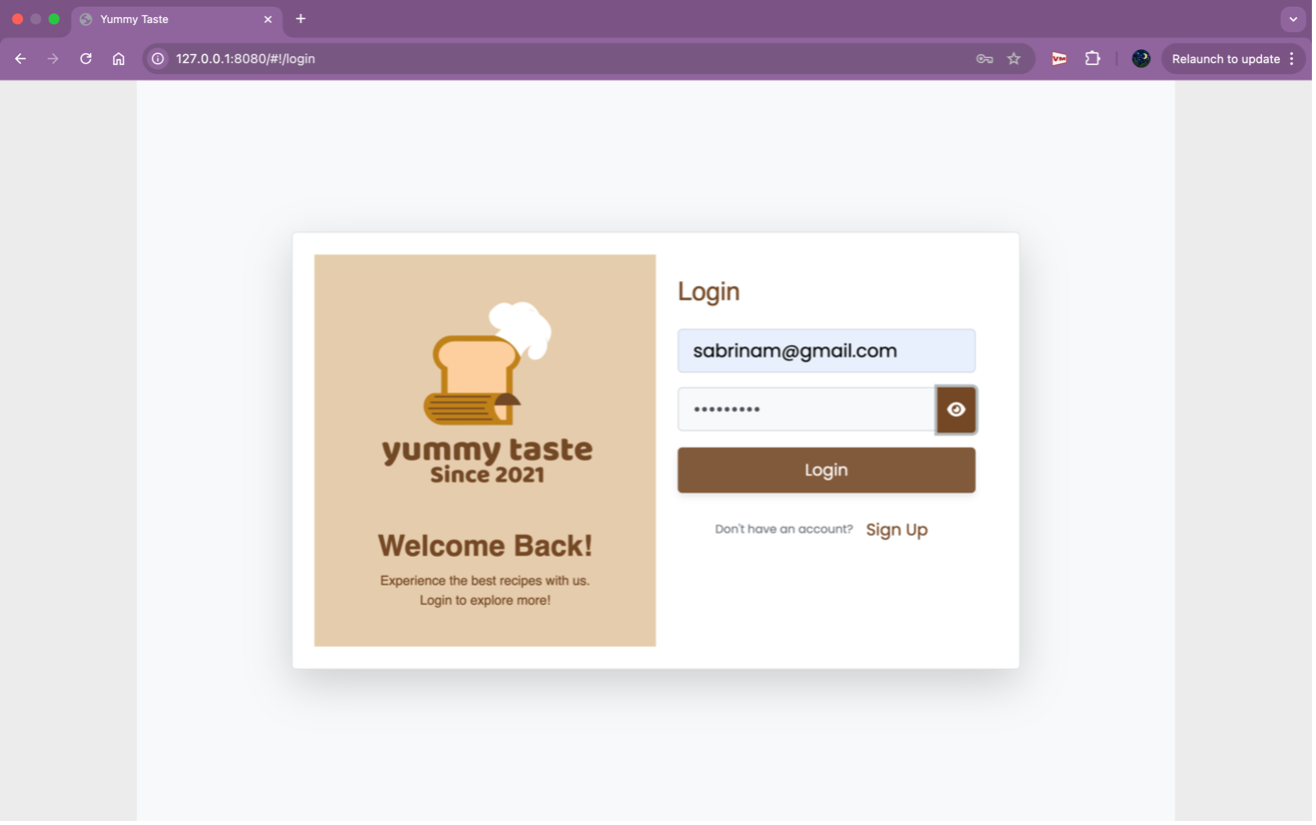 Yummy Taste
127.0.0.1:8080/#!/login
Relaunch to update
yummy taste
Since 2021
Welcome Back!
Experience the best recipes with us.
Login to explore more!
Login
sabrinam@gmail.com
•••••••••
Login
Don't have an account? Sign Up